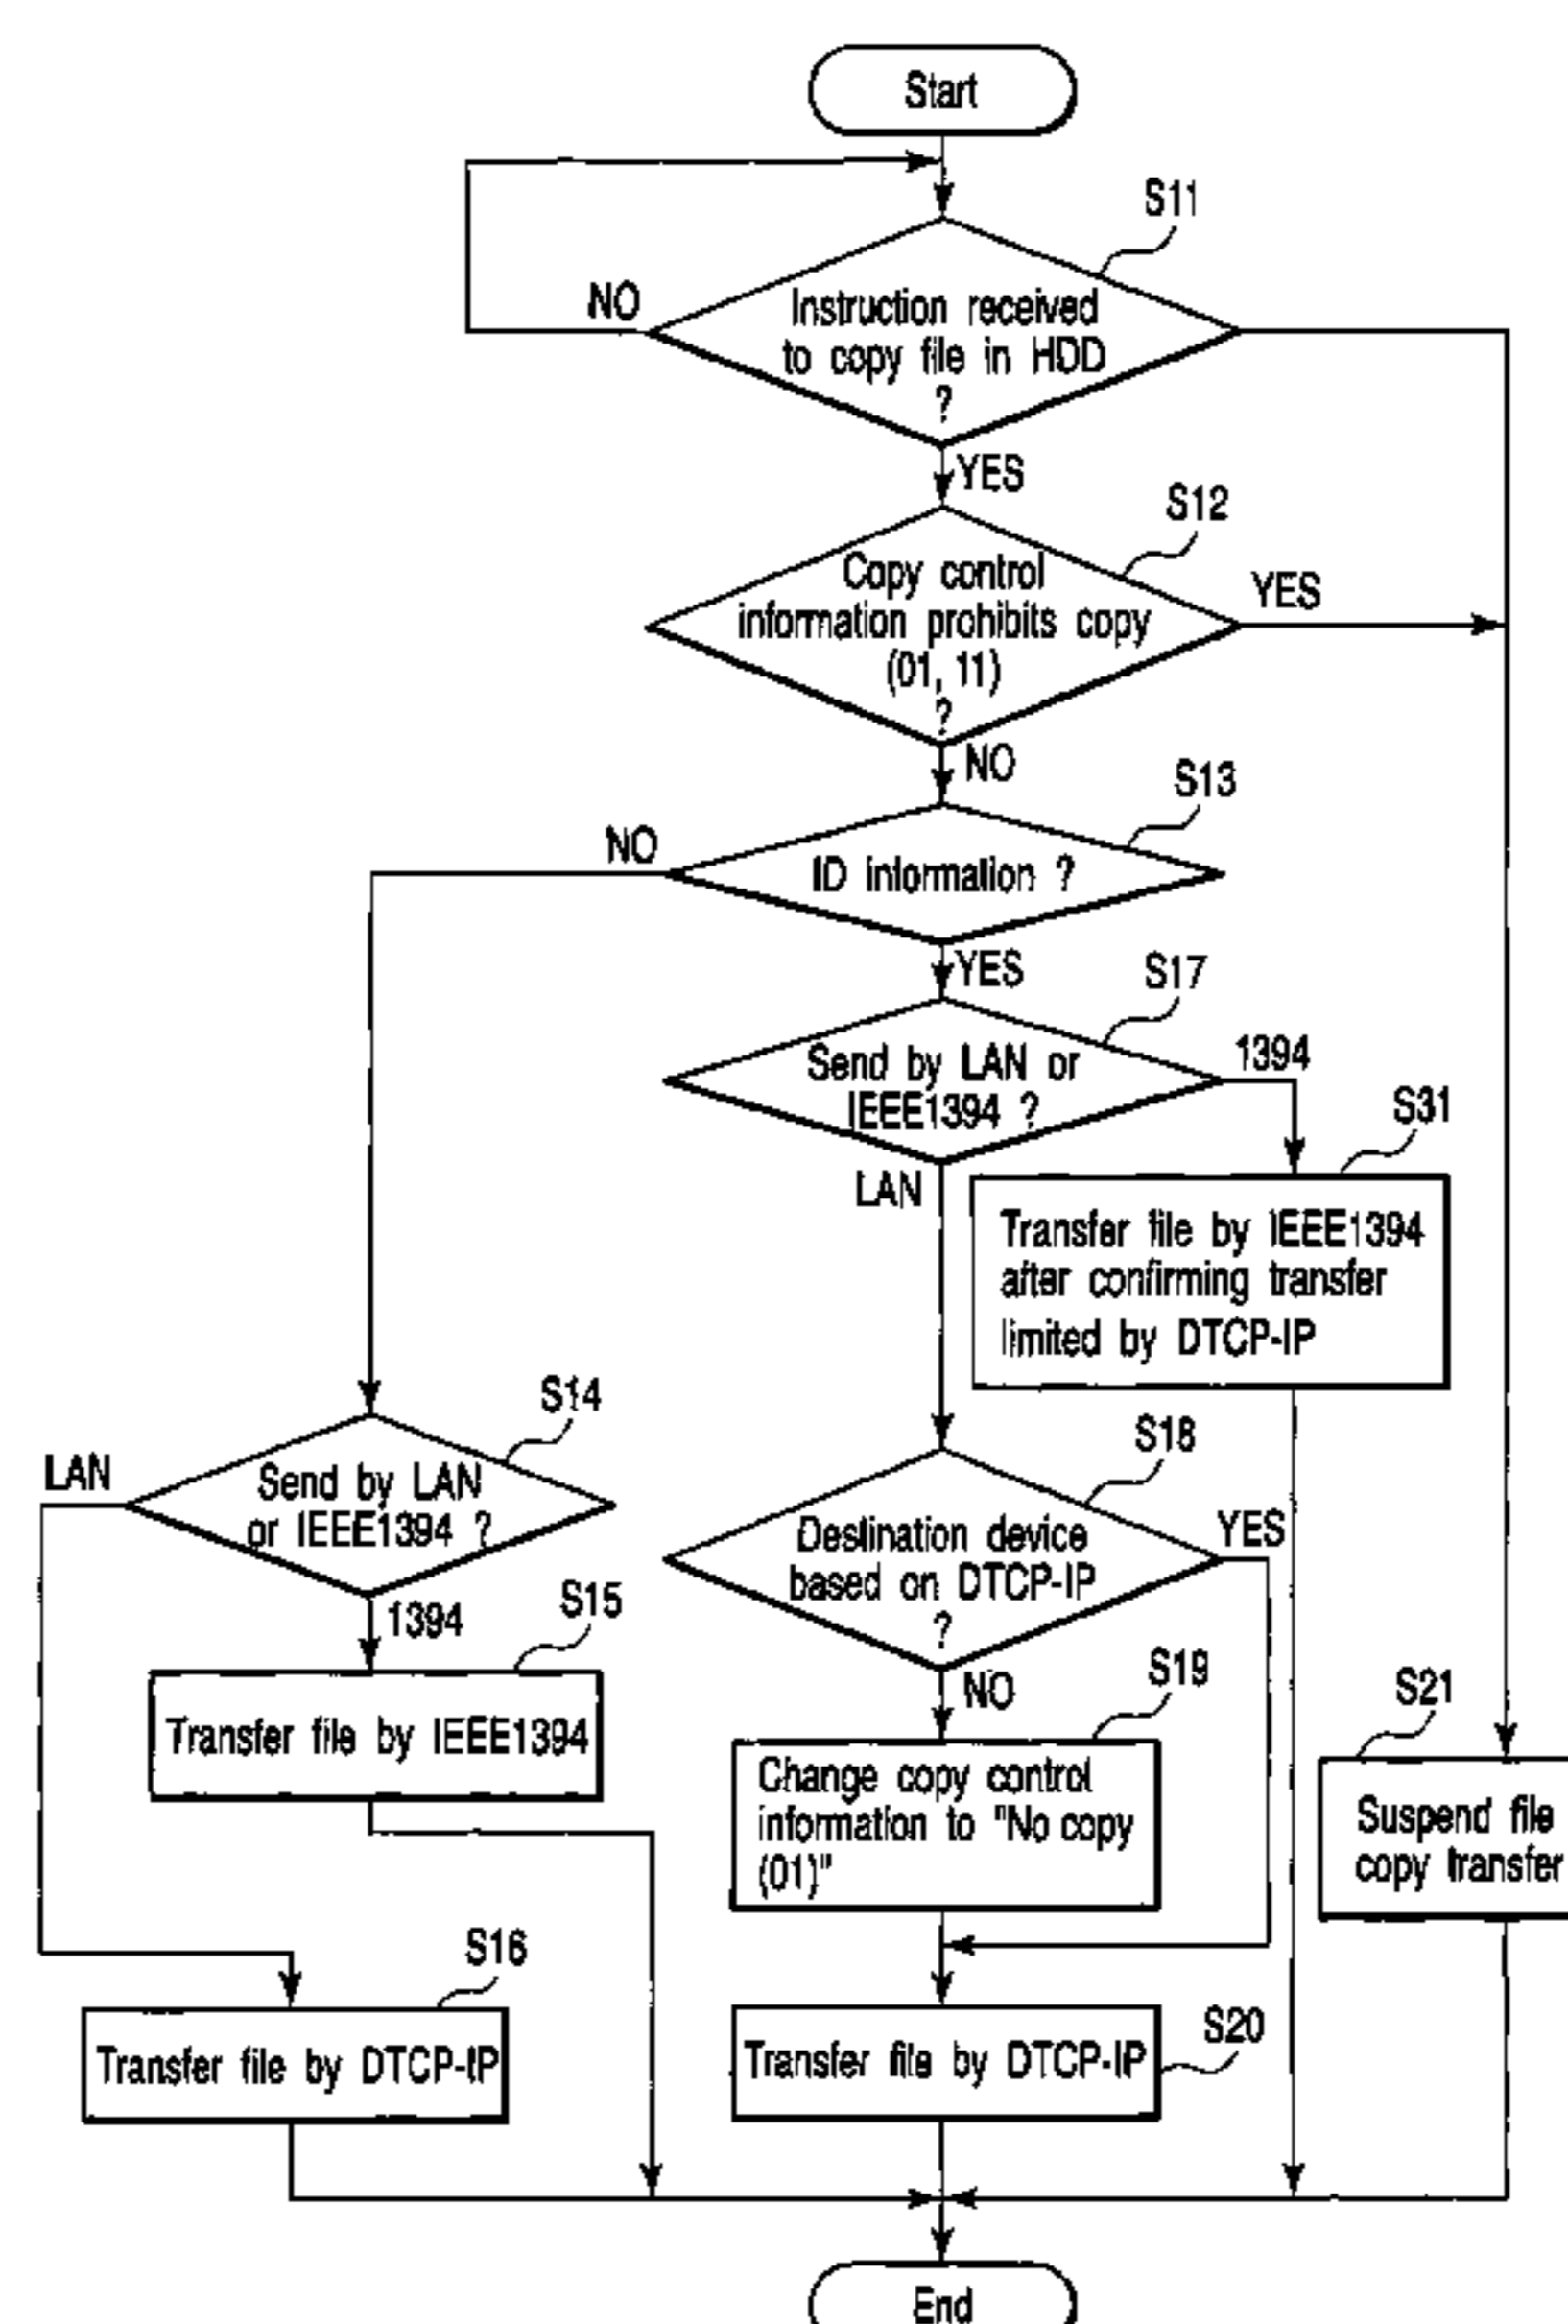 Start
S11
NO
Instruction received
to copy file in HDD
?
YES
S12
Copy control
information prohibits copy
(01, 11)
?
YES
NO
S13
NO
ID information ?
YES
S17
Send by LAN or
IEEE1394 ?
1394
S31
LAN
Transfer file by IEEE1394
after confirming transfer
limited by DTCP-IP
S14
LAN
Send by LAN
or IEEE1394 ?
S18
Destination device
based on DTCP-IP
?
YES
1394
S15
Transfer file by IEEE1394
NO
S19
Change copy control
information to "No copy
(01)"
S21
Suspend file
copy transfer
S16
Transfer file by DTCP-IP
S20
Transfer file by DTCP-IP
End